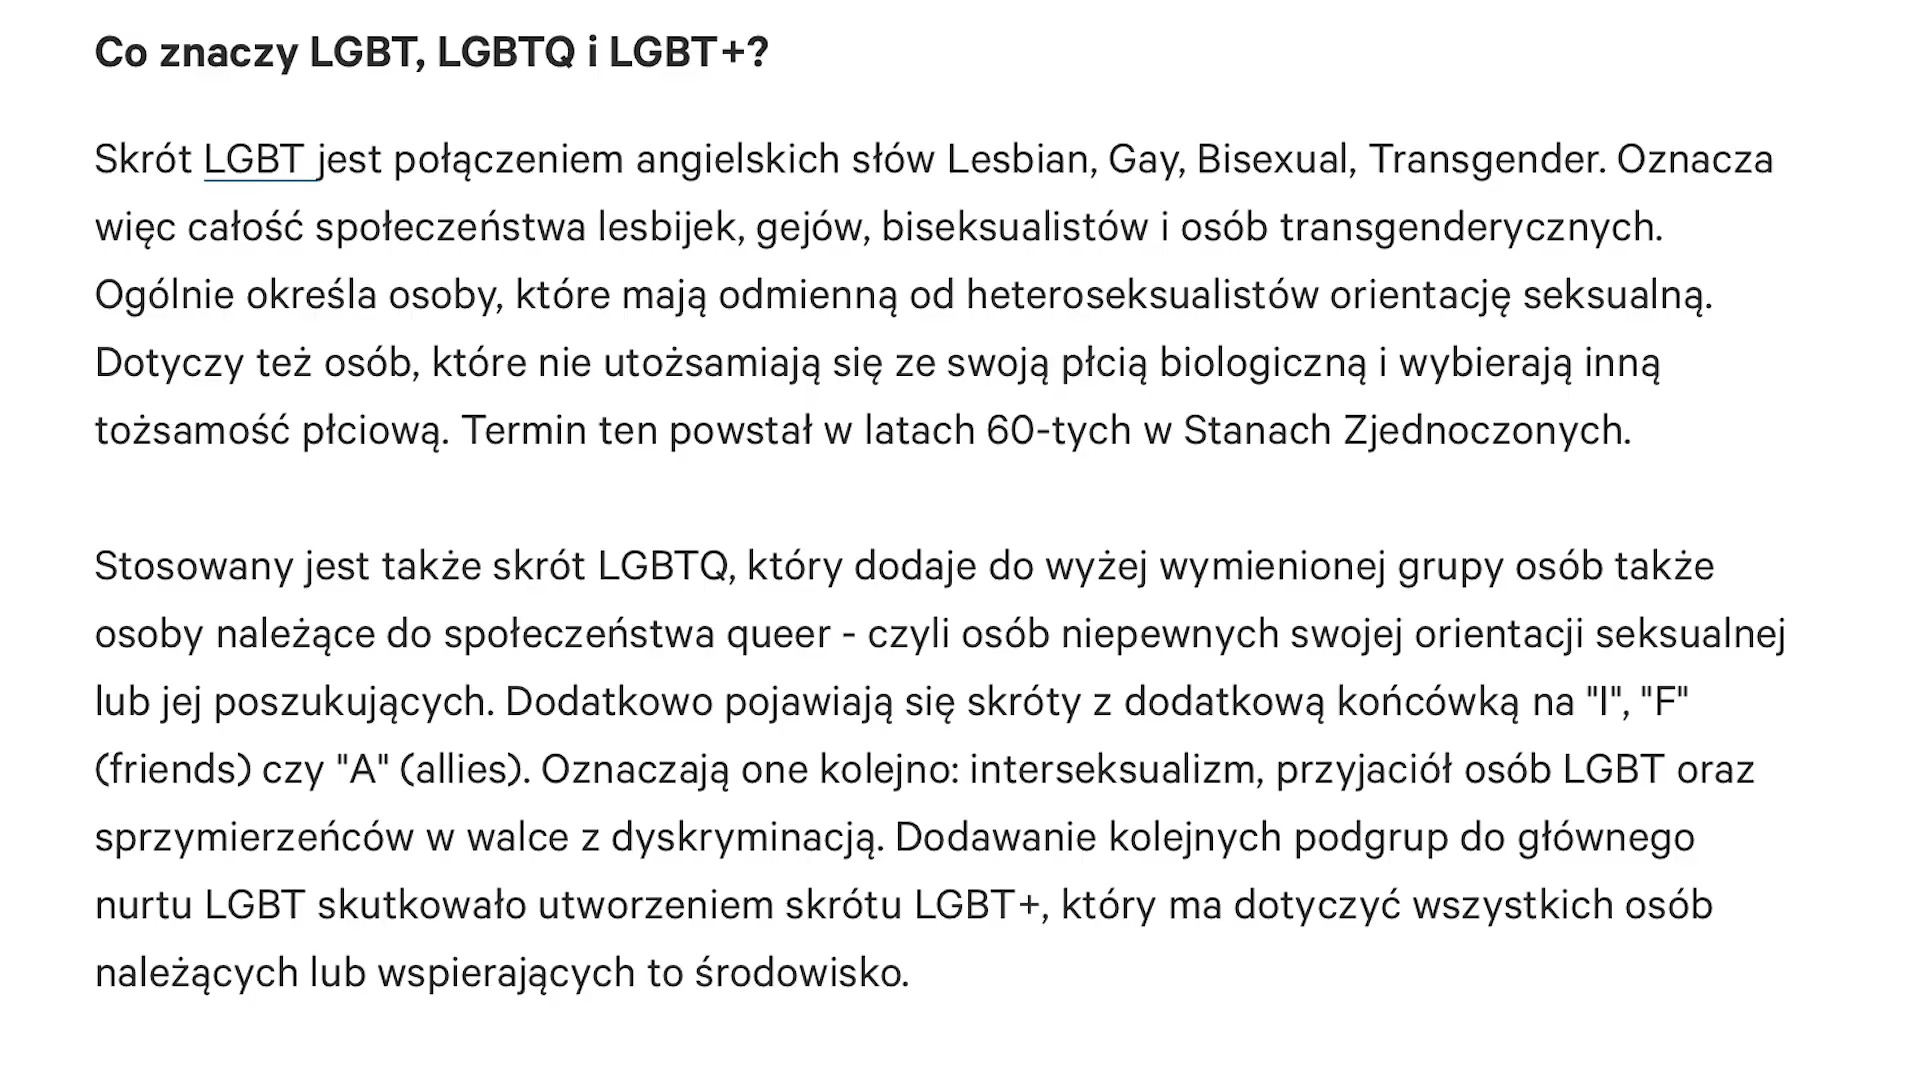 Co znaczy LGBT, LGBTQ i LGBT+?
Skrót LGBT jest połączeniem angielskich słów Lesbian, Gay, Bisexual, Transgender. Oznacza
więc całość społeczeństwa lesbijek, gejów, biseksualistów i osób transgenderycznych.
Ogólnie określa osoby, które mają odmienną od heteroseksualistów orientację seksualną.
Dotyczy też osób, które nie utożsamiają się ze swoją płcią biologiczną i wybierają inną
tożsamość płciową. Termin ten powstał w latach 60-tych w Stanach Zjednoczonych.
Stosowany jest także skrót LGBTQ, który dodaje do wyżej wymienionej grupy osób także
osoby należące do społeczeństwa queer - czyli osób niepewnych swojej orientacji seksualnej
lub jej poszukujących. Dodatkowo pojawiają się skróty z dodatkową końcówką na "I", "F"
(friends) czy "A" (allies). Oznaczają one kolejno: interseksualizm, przyjaciół osób LGBT oraz
sprzymierzeńców w walce z dyskryminacją. Dodawanie kolejnych podgrup do głównego
nurtu LGBT skutkowało utworzeniem skrótu LGBT+, który ma dotyczyć wszystkich osób
należących lub wspierających to środowisko.